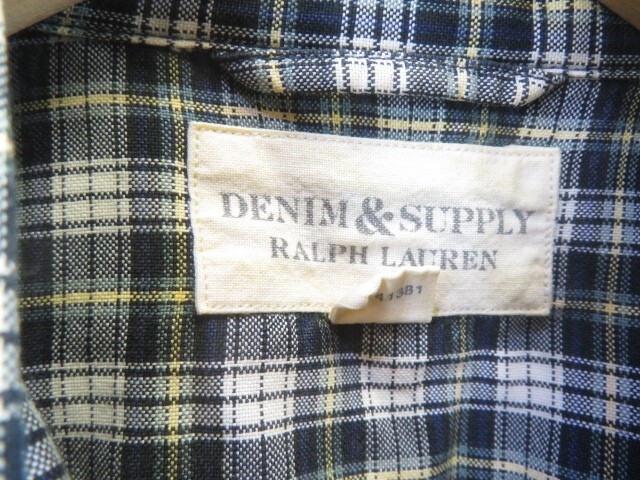 DENIM & SUPPLY
RALPH LAUREN